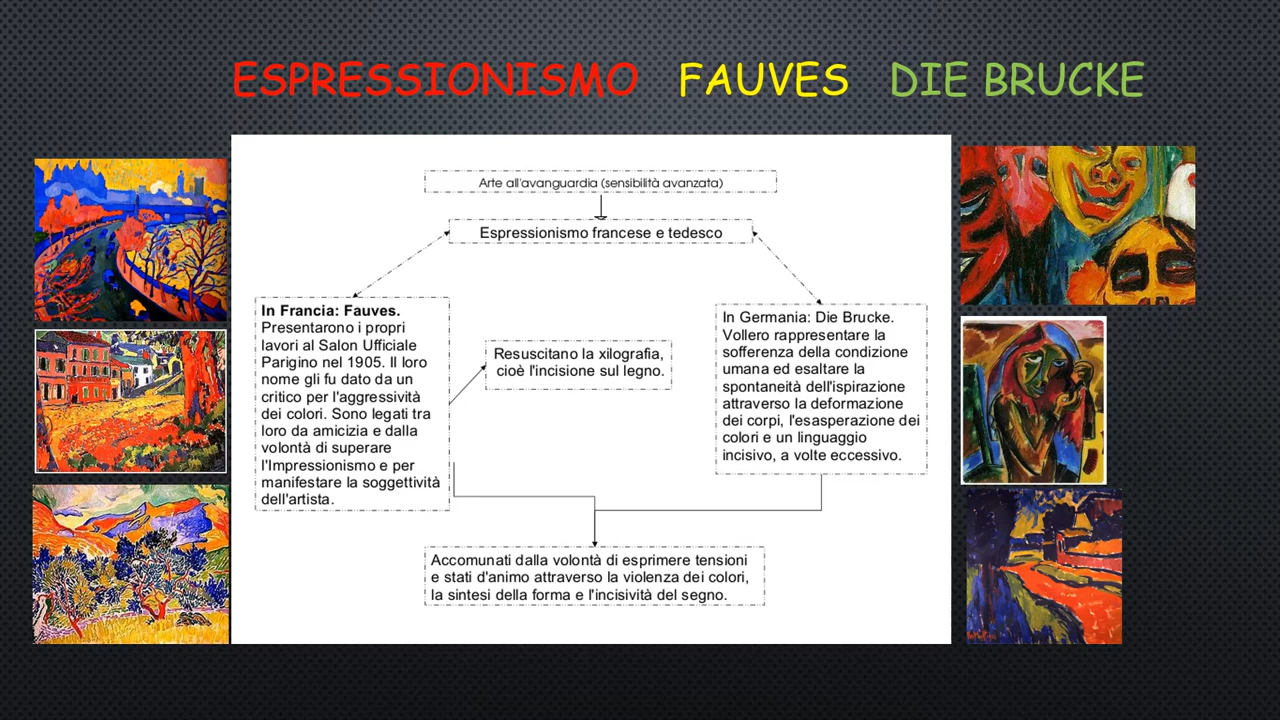 ESPRESSIONISMO FAUVES DIE BRUCKE
Arte all'avanguardia (sensibilità avanzata)
Espressionismo francese e tedesco
In Francia: Fauves.
Presentarono i propri
lavori al Salon Ufficiale
Parigino nel 1905. Il loro
nome gli fu dato da un
critico per l'aggressività
dei colori. Sono legati tra
loro da amicizia e dalla
volontà di superare
l'Impressionismo e per
manifestare la soggettività
dell'artista.
Resuscitano la xilografia,
cioè l'incisione sul legno.
In Germania: Die Brucke.
Vollero rappresentare la
sofferenza della condizione
umana ed esaltare la
spontaneità dell'ispirazione
attraverso la deformazione
dei corpi, l'esasperazione dei
colori e un linguaggio
incisivo, a volte eccessivo.
Accomunati dalla volontà di esprimere tensioni
e stati d'animo attraverso la violenza dei colori,
la sintesi della forma e l'incisività del segno.